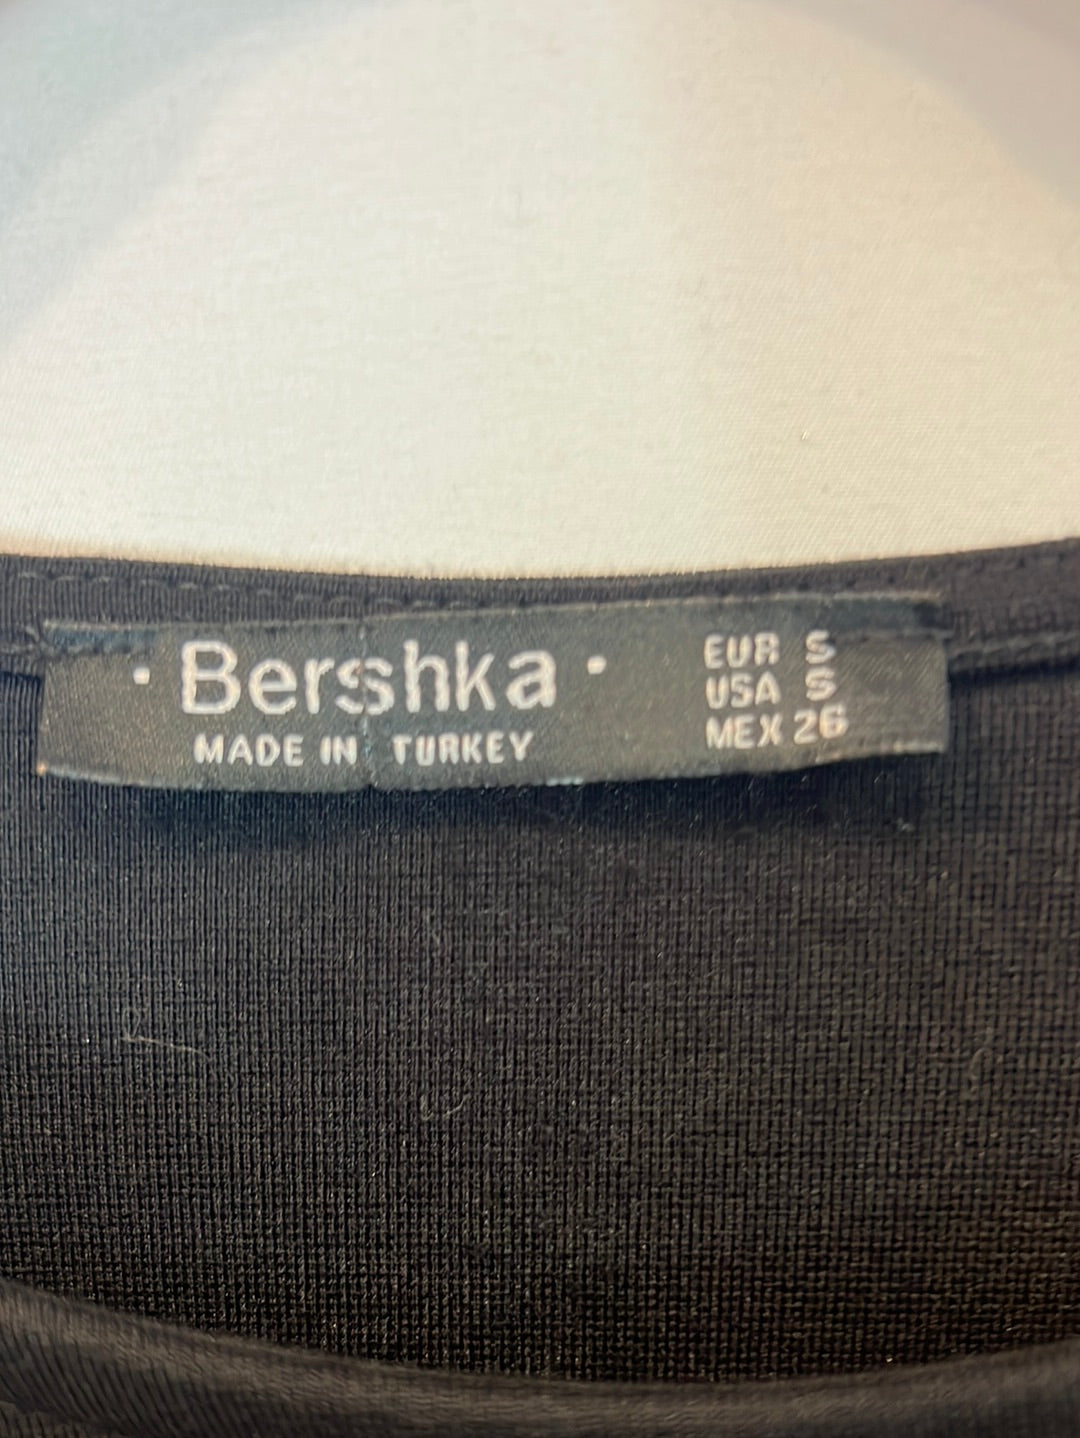 · Bershka ·
MADE IN TURKEY
EUR S
USA S
MEX 26